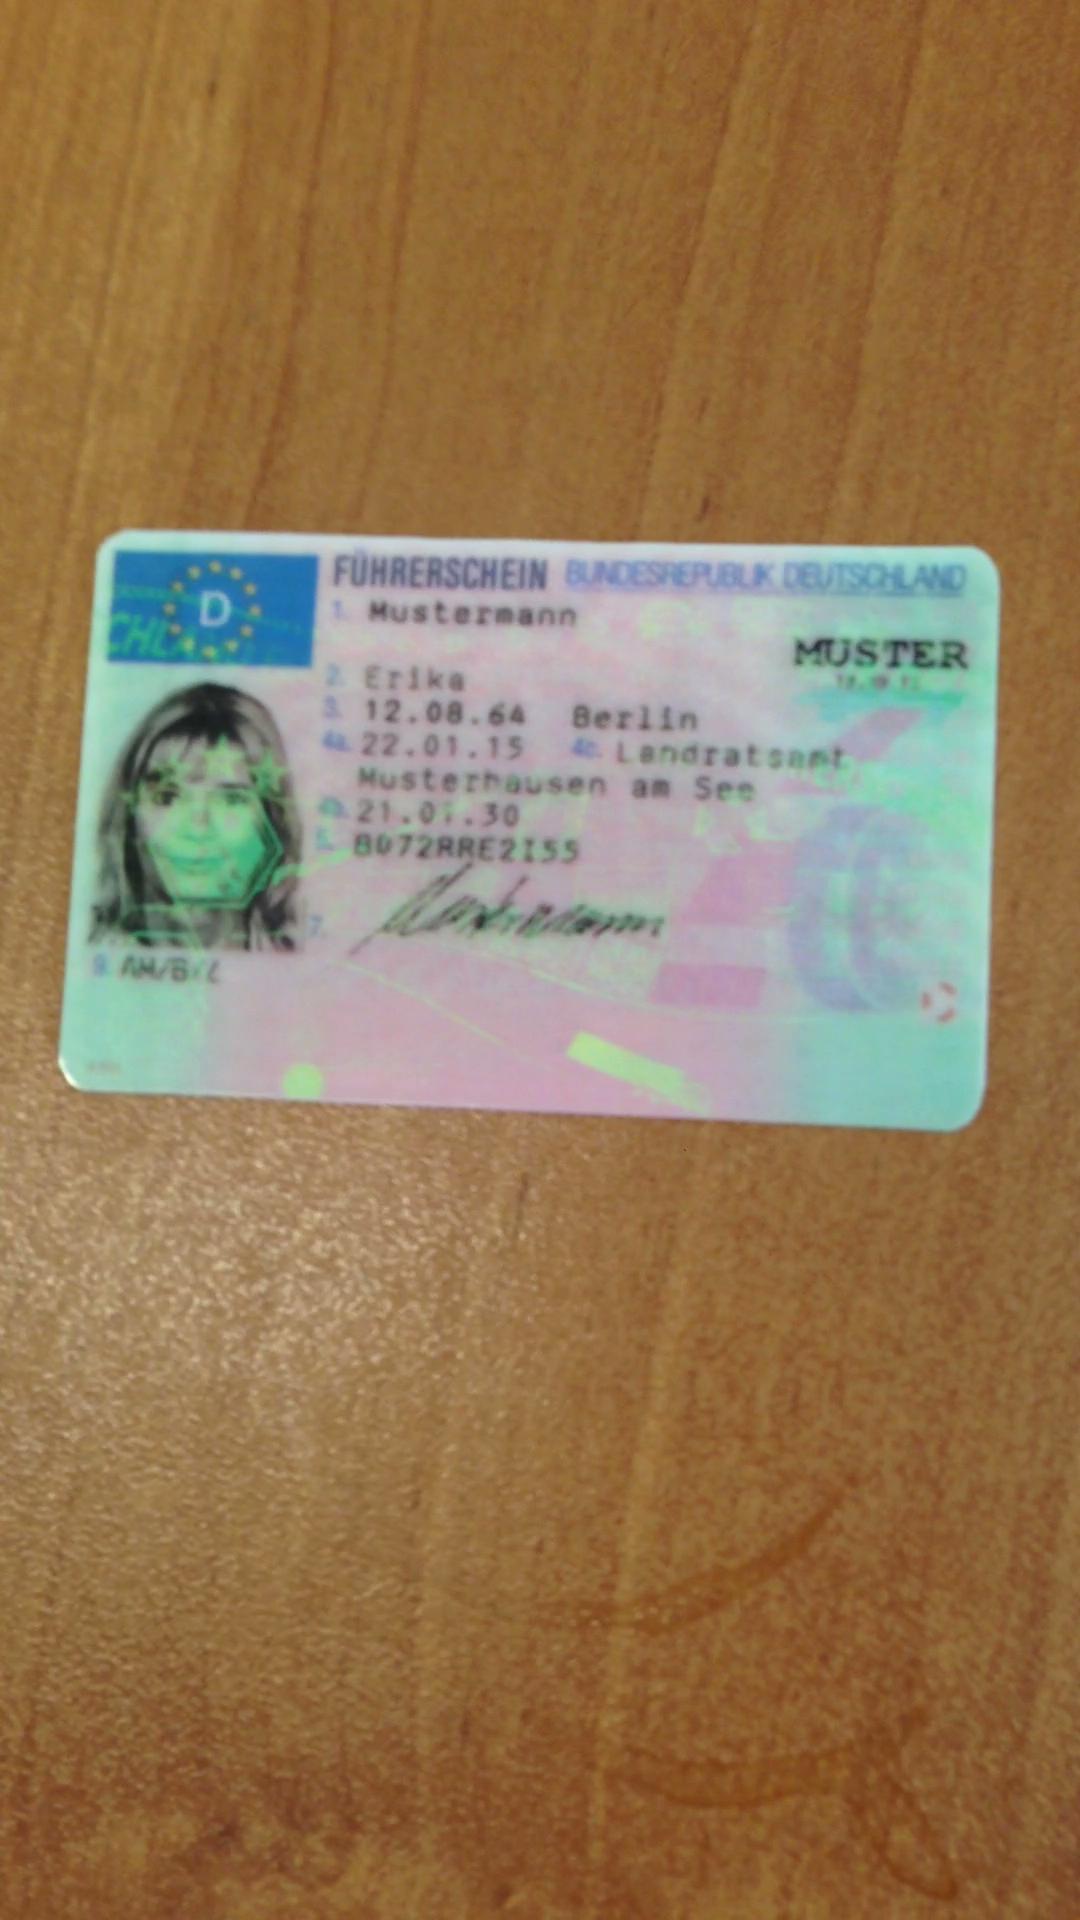 D
FÜHRERSCHEIN BUNDESREPUBLIK DEUTSCHLAND
1. Mustermann
MUSTER
2. Erika
3. 12.08.64 Berlin
4a. 22.01.15 4c. Landratsamt
Musterhausen am See
4b. 21.01.30
5. B072RRE2I55
7. Mustermann
9. AM/B/L